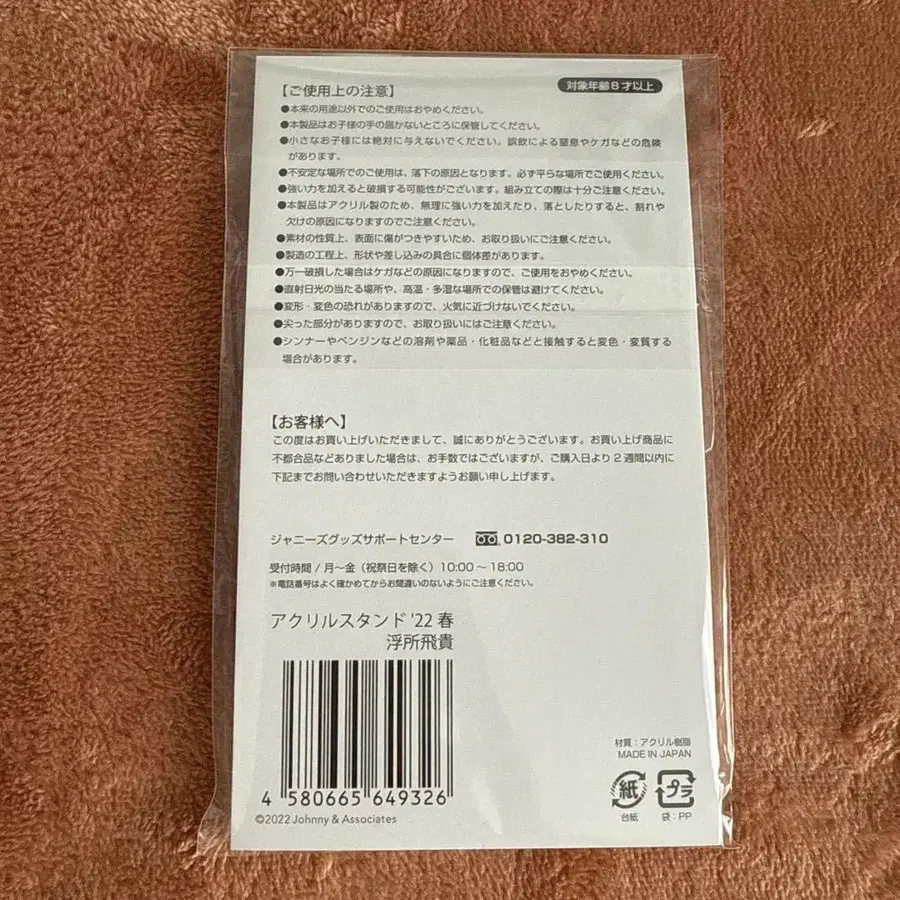 【ご使用上の注意】
対象年齢8才以上
●本来の用途以外でのご使用はおやめください。
●本製品はお子様の手の届かないところに保管してください。
●小さなお子様には絶対に与えないでください。誤飲による窒息やケガなどの危険
があります。
●不安定な場所でのご使用は、落下の原因となります。必ず平らな場所でご使用ください。
●強い力を加えると破損する可能性がございます。組み立ての際は十分ご注意ください。
●本製品はアクリル製のため、無理に強い力を加えたり、落としたりすると、割れや
欠けの原因になりますのでご注意ください。
●素材の性質上、表面に傷がつきやすいため、お取り扱いにご注意ください。
●製造の工程上、形状や差し込みの具合に個体差があります。
●万一破損した場合はケガなどの原因になりますので、ご使用をおやめください。
●直射日光の当たる場所や、高温・多湿な場所での保管は避けてください。
●変形・変色の恐れがありますので、火気に近づけないでください。
●尖った部分がありますので、お取り扱いにはご注意ください。
●シンナーやベンジンなどの溶剤や薬品・化粧品などと接触すると変色・変質する
場合があります。
【お客様へ】
この度はお買い上げいただきまして、誠にありがとうございます。お買い上げ商品に
不都合品などありました場合は、お手数ではございますが、ご購入日より2週間以内に
下記までお問い合わせいただきますようお願い申し上げます。
ジャニーズグッズサポートセンター 0120-382-310
受付時間/月〜金(祝祭日を除く)10:00〜18:00
※電話番号はよく確かめてからお間違いのないようにご注意ください。
アクリルスタンド '22 春
浮所飛貴
材質:アクリル樹脂
MADE IN JAPAN
紙
プラ
台紙
袋:PP
4 580665 649326
©2022 Johnny & Associates